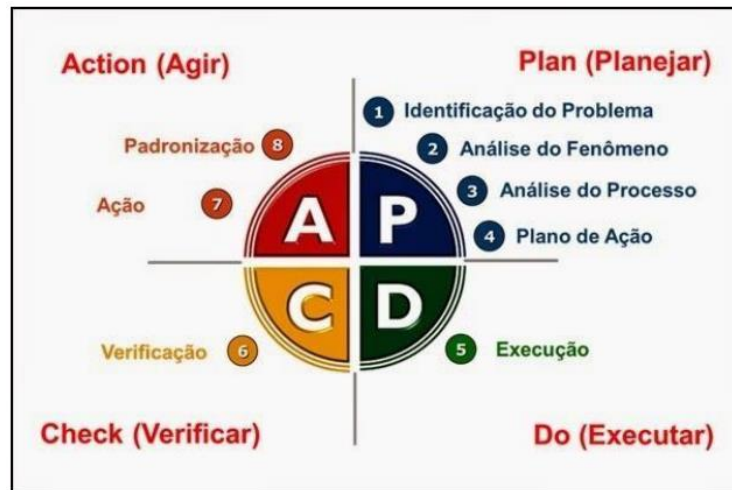 Action (Agir)
Plan (Planejar)
1 Identificação do Problema
2 Análise do Fenômeno
3 Análise do Processo
4 Plano de Ação
8 Padronização
7 Ação
A P
C D
6 Verificação
5 Execução
Check (Verificar)
Do (Executar)